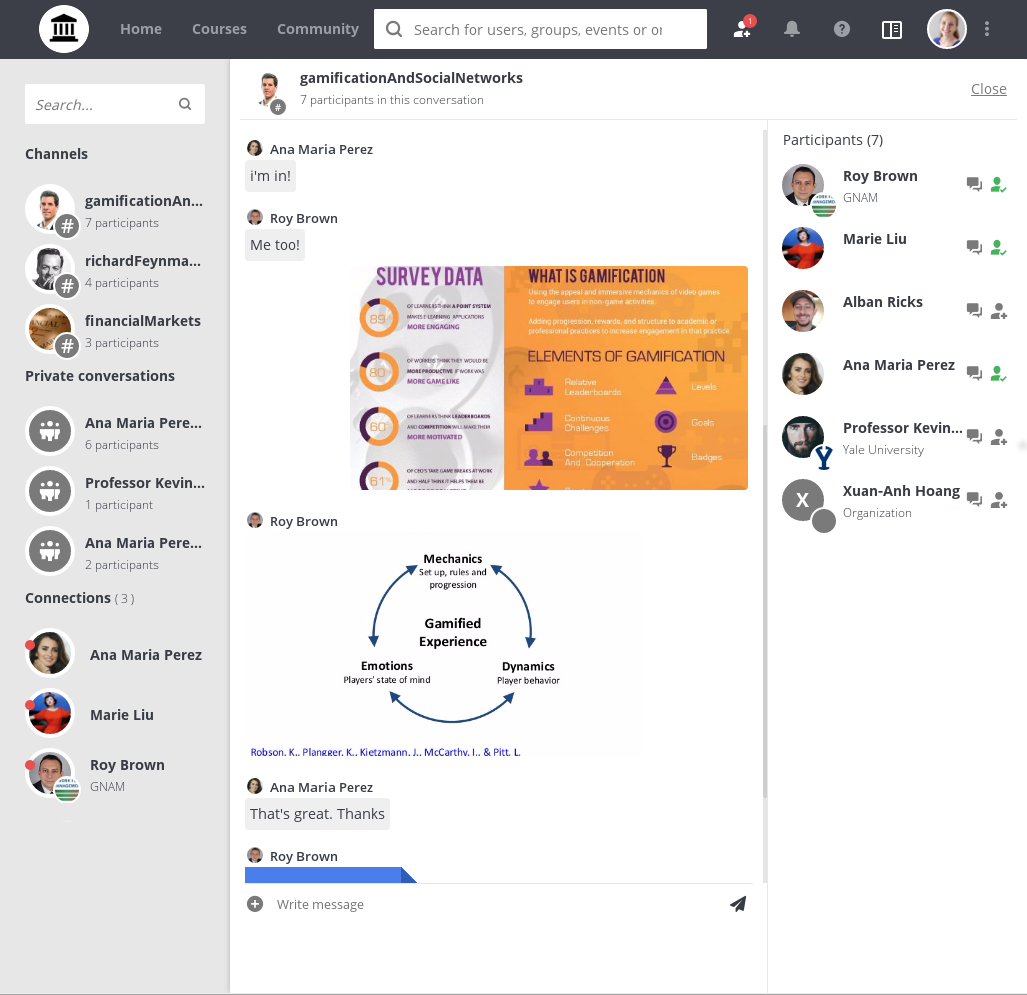 Home
Courses
Community
Search for users, groups, events or or
1
Search...
Channels
gamificationAn...
7 participants
richardFeynma...
4 participants
financialMarkets
3 participants
Private conversations
Ana Maria Pere...
6 participants
Professor Kevin...
1 participant
Ana Maria Pere...
2 participants
Connections ( 3 )
Ana Maria Perez
Marie Liu
Roy Brown
GNAM
gamificationAndSocialNetworks
7 participants in this conversation
Close
Ana Maria Perez
i'm in!
Roy Brown
Me too!
SURVEY DATA
89%
OF LEARNERS THINK A POINT SYSTEM
MAKES E-LEARNING APPLICATIONS
MORE ENGAGING
80%
OF WORKERS THINK THEY WOULD BE
MORE PRODUCTIVE IF WORK WAS
MORE GAME LIKE
60%
OF LEARNERS THINK LEADERBOARDS
AND COMPETITION WILL MAKE THEM
MORE MOTIVATED
61%
OF CEO'S TAKE GAME BREAKS AT WORK
AND HALF THINK IT HELPS THEM BE
WHAT IS GAMIFICATION
Using the appeal and immersive mechanics of video games
to engage users in non-game activities.
Adding progression, rewards, and structure to academic or
professional practices to increase engagement in that practice
ELEMENTS OF GAMIFICATION
Relative
Leaderboards
Levels
Continuous
Challenges
Goals
Competition
And Cooperation
Badges
Roy Brown
Mechanics
Set up, rules and
progression
Gamified
Experience
Emotions
Players' state of mind
Dynamics
Player behavior
Robson, K., Plangger, K., Kietzmann, J., McCarthy, I., & Pitt, L.
Ana Maria Perez
That's great. Thanks
Roy Brown
Write message
Participants (7)
Roy Brown
GNAM
Marie Liu
Alban Ricks
Ana Maria Perez
Professor Kevin...
Yale University
X
Xuan-Anh Hoang
Organization